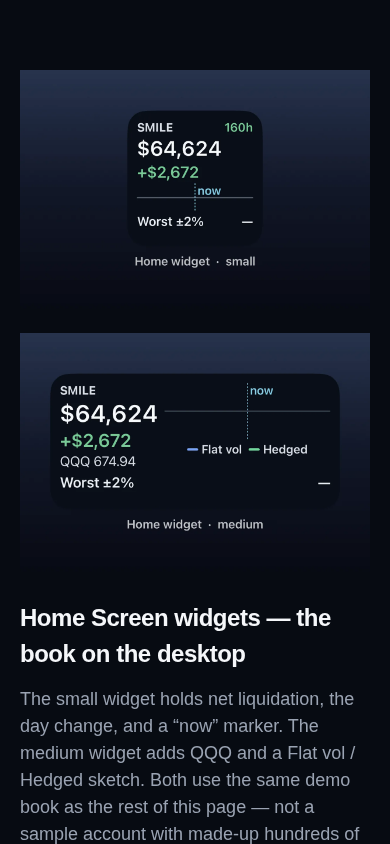 SMILE 160h
$64,624
+$2,672
now
Worst ±2% —
Home widget · small
SMILE
now
$64,624
+$2,672
Flat vol Hedged
QQQ 674.94
Worst ±2% —
Home widget · medium
Home Screen widgets — the
book on the desktop
The small widget holds net liquidation, the
day change, and a “now” marker. The
medium widget adds QQQ and a Flat vol /
Hedged sketch. Both use the same demo
book as the rest of this page — not a
sample account with made-up hundreds of